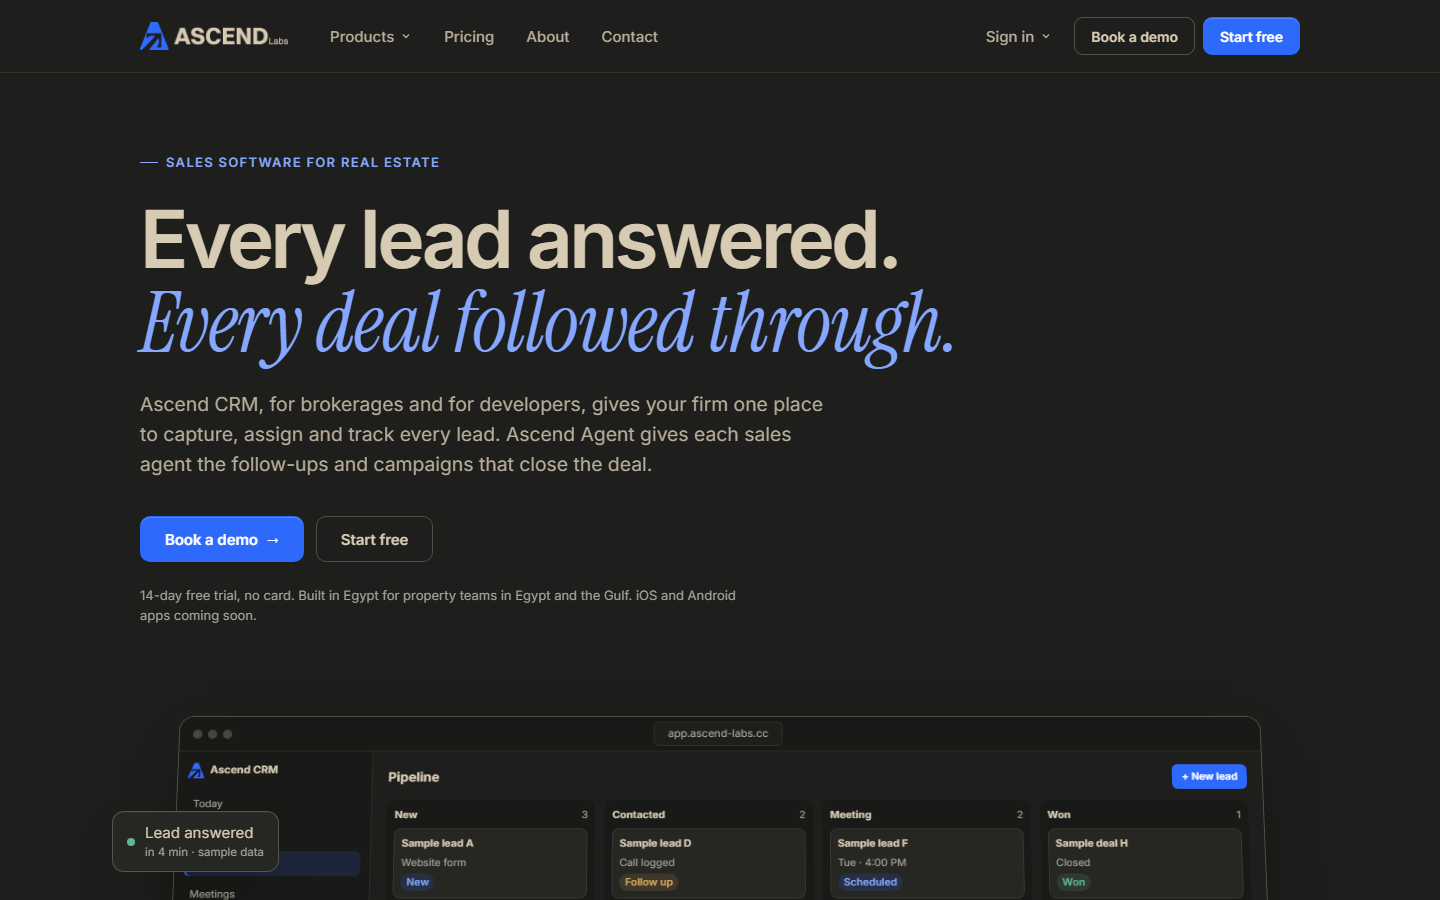 ASCEND Labs
Products
Pricing
About
Contact
Sign in
Book a demo
Start free
SALES SOFTWARE FOR REAL ESTATE
Every lead answered.
Every deal followed through.
Ascend CRM, for brokerages and for developers, gives your firm one place
to capture, assign and track every lead. Ascend Agent gives each sales
agent the follow-ups and campaigns that close the deal.
Book a demo →
Start free
14-day free trial, no card. Built in Egypt for property teams in Egypt and the Gulf. iOS and Android
apps coming soon.
app.ascend-labs.cc
Ascend CRM
Today
Lead answered
in 4 min · sample data
Meetings
Pipeline
+ New lead
New 3
Sample lead A
Website form
New
Contacted 2
Sample lead D
Call logged
Follow up
Meeting 2
Sample lead F
Tue · 4:00 PM
Scheduled
Won 1
Sample deal H
Closed
Won